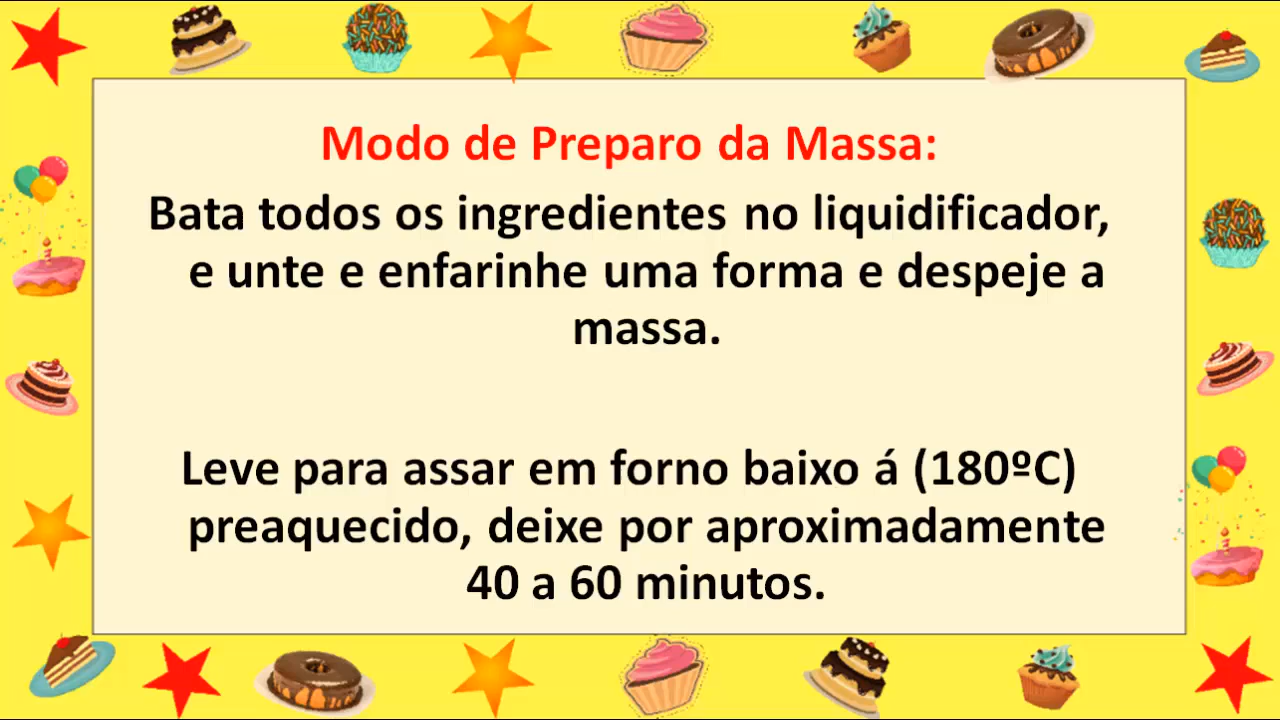 Modo de Preparo da Massa:
Bata todos os ingredientes no liquidificador,
e unte e enfarinhe uma forma e despeje a
massa.
Leve para assar em forno baixo á (180ºC)
preaquecido, deixe por aproximadamente
40 a 60 minutos.